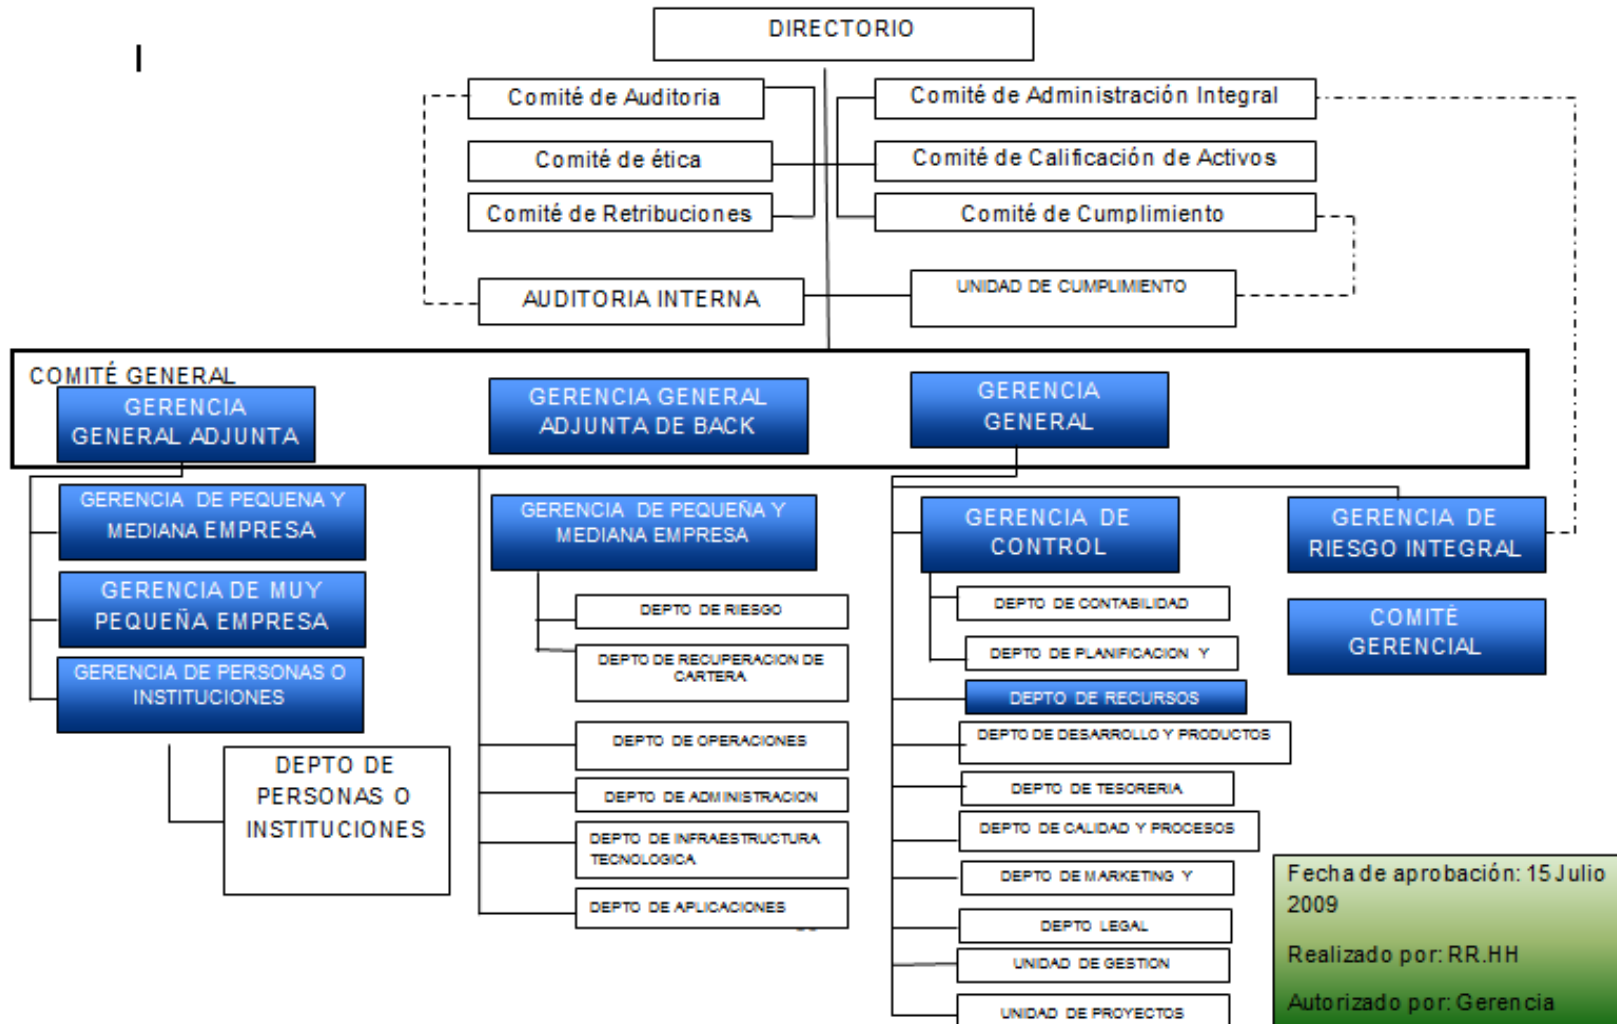 DIRECTORIO
Comité de Auditoria
Comité de Administración Integral
Comité de ética
Comité de Calificación de Activos
Comité de Retribuciones
Comité de Cumplimiento
AUDITORIA INTERNA
UNIDAD DE CUMPLIMIENTO
COMITÉ GENERAL
GERENCIA
GENERAL ADJUNTA
GERENCIA GENERAL
ADJUNTA DE BACK
GERENCIA
GENERAL
GERENCIA DE PEQUENA Y
MEDIANA EMPRESA
GERENCIA DE MUY
PEQUEÑA EMPRESA
GERENCIA DE PERSONAS O
INSTITUCIONES
DEPTO DE
PERSONAS O
INSTITUCIONES
GERENCIA DE PEQUEÑA Y
MEDIANA EMPRESA
DEPTO DE RIESGO
DEPTO DE RECUPERACION DE
CARTERA
DEPTO DE OPERACIONES
DEPTO DE ADMINISTRACION
DEPTO DE INFRAESTRUCTURA
TECNOLOGICA
DEPTO DE APLICACIONES
GERENCIA DE
CONTROL
DEPTO DE CONTABILIDAD
DEPTO DE PLANIFICACION Y
DEPTO DE RECURSOS
DEPTO DE DESARROLLO Y PRODUCTOS
DEPTO DE TESORERIA
DEPTO DE CALIDAD Y PROCESOS
DEPTO DE MARKETING Y
DEPTO LEGAL
UNIDAD DE GESTION
UNIDAD DE PROYECTOS
GERENCIA DE
RIESGO INTEGRAL
COMITÉ
GERENCIAL
Fecha de aprobación: 15 Julio
2009
Realizado por: RR.HH
Autorizado por: Gerencia